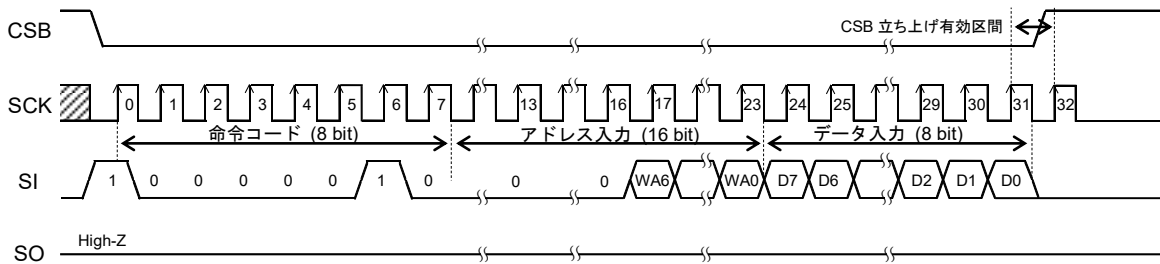 CSB
CSB 立ち上げ有効区間
SCK
0 1 2 3 4 5 6 7 13 16 17 23 24 25 29 30 31 32
命令コード (8 bit) アドレス入力 (16 bit) データ入力 (8 bit)
SI
1 0 0 0 0 0 1 0 0 0 WA6 WA0 D7 D6 D2 D1 D0
High-Z
SO